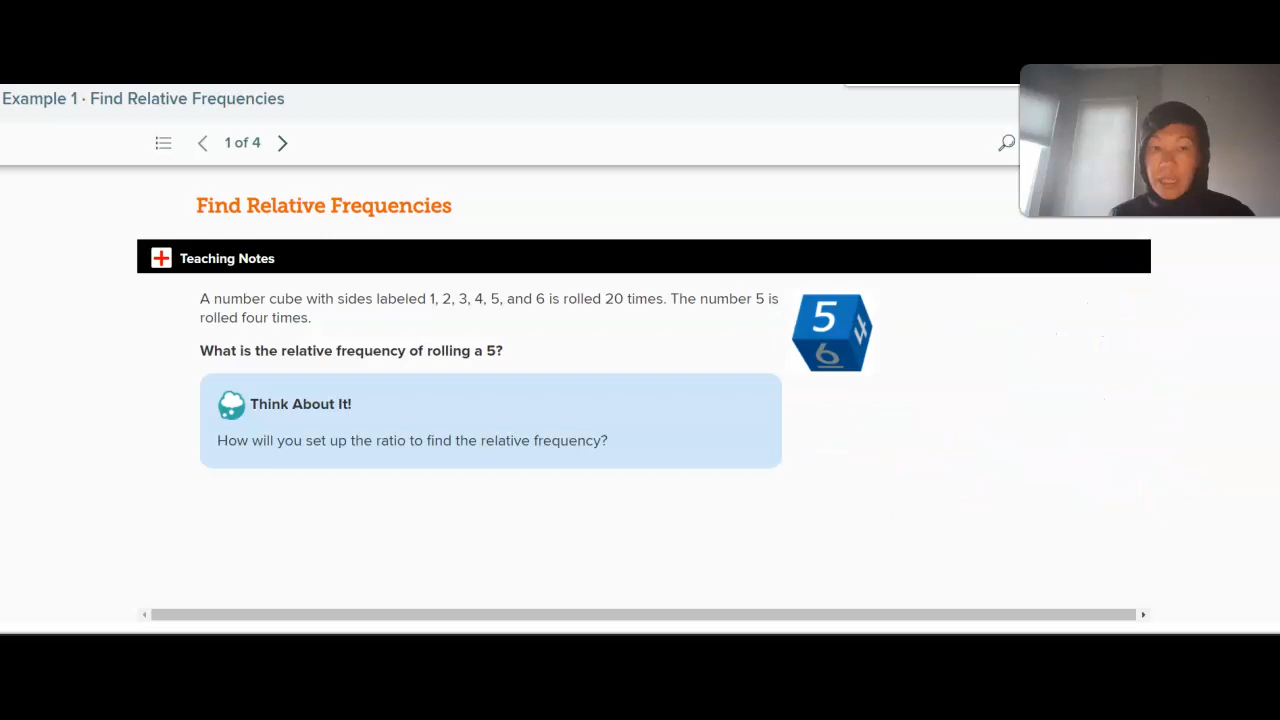 Example 1 · Find Relative Frequencies
1 of 4
Find Relative Frequencies
Teaching Notes
A number cube with sides labeled 1, 2, 3, 4, 5, and 6 is rolled 20 times. The number 5 is
rolled four times.
5
4
6
What is the relative frequency of rolling a 5?
Think About It!
How will you set up the ratio to find the relative frequency?